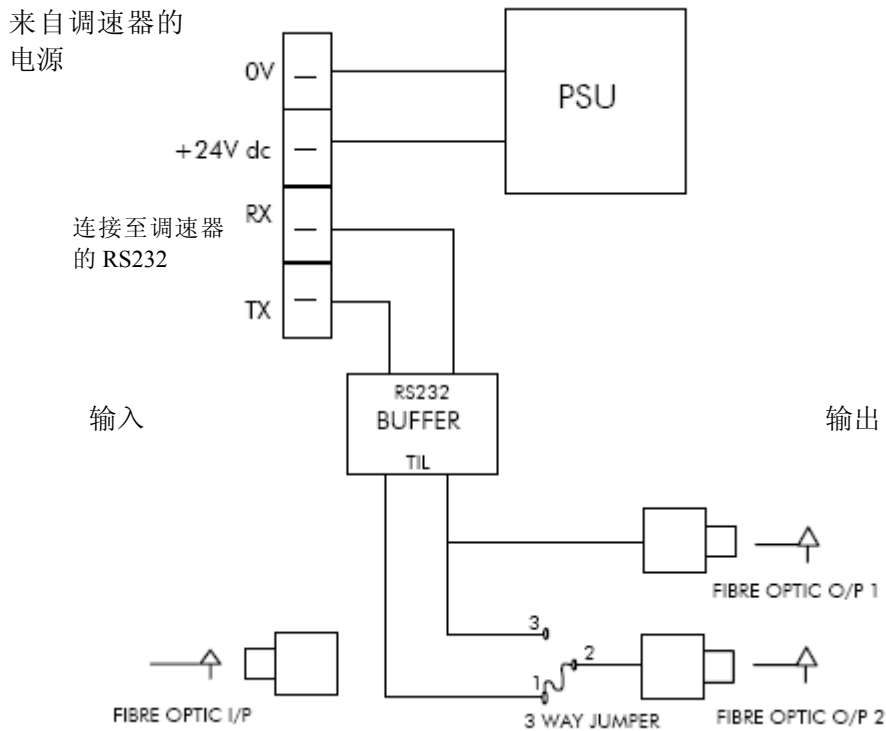 来自调速器的
电源
0V
PSU
+24V dc
连接至调速器
的 RS232
RX
TX
RS232
BUFFER
TIL
输入
输出
FIBRE OPTIC O/P 1
3
1
2
FIBRE OPTIC I/P
3 WAY JUMPER
FIBRE OPTIC O/P 2